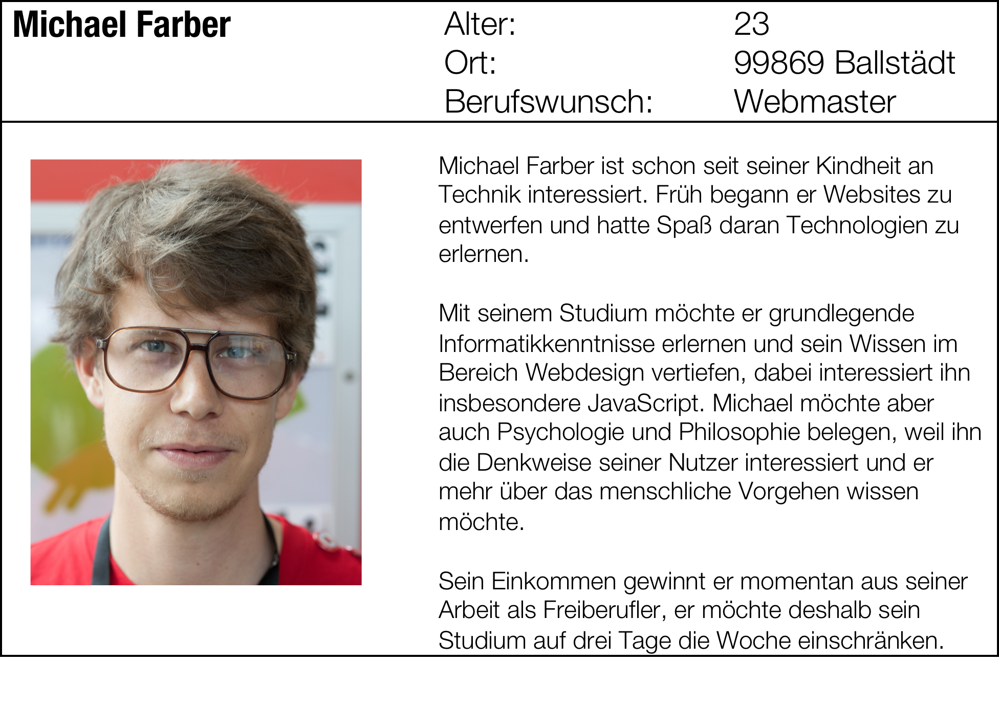 Michael Farber
Alter: 23
Ort: 99869 Ballstädt
Berufswunsch: Webmaster
Michael Farber ist schon seit seiner Kindheit an
Technik interessiert. Früh begann er Websites zu
entwerfen und hatte Spaß daran Technologien zu
erlernen.
Mit seinem Studium möchte er grundlegende
Informatikkenntnisse erlernen und sein Wissen im
Bereich Webdesign vertiefen, dabei interessiert ihn
insbesondere JavaScript. Michael möchte aber
auch Psychologie und Philosophie belegen, weil ihn
die Denkweise seiner Nutzer interessiert und er
mehr über das menschliche Vorgehen wissen
möchte.
Sein Einkommen gewinnt er momentan aus seiner
Arbeit als Freiberufler, er möchte deshalb sein
Studium auf drei Tage die Woche einschränken.